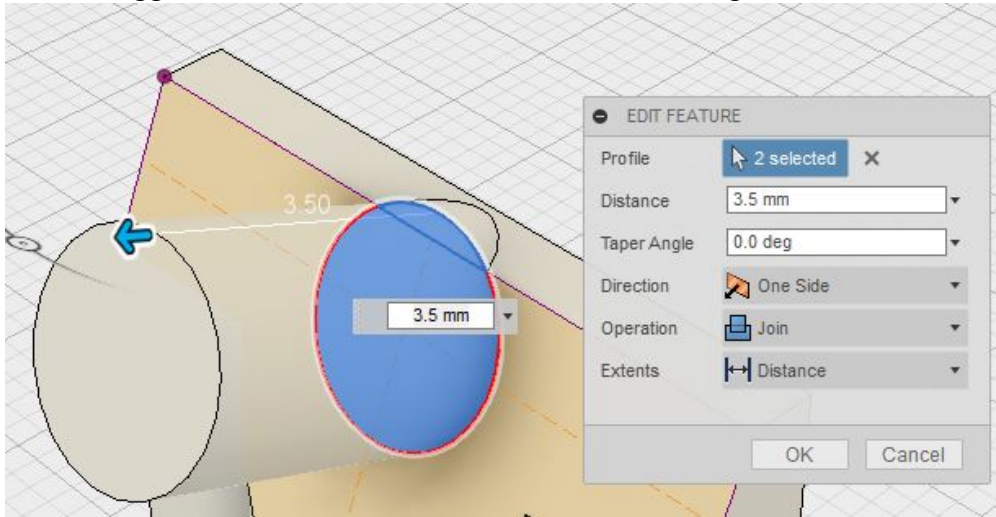 EDIT FEATURE
Profile 2 selected
Distance 3.5 mm
Taper Angle 0.0 deg
Direction One Side
Operation Join
Extents Distance
OK Cancel
3.50
3.5 mm